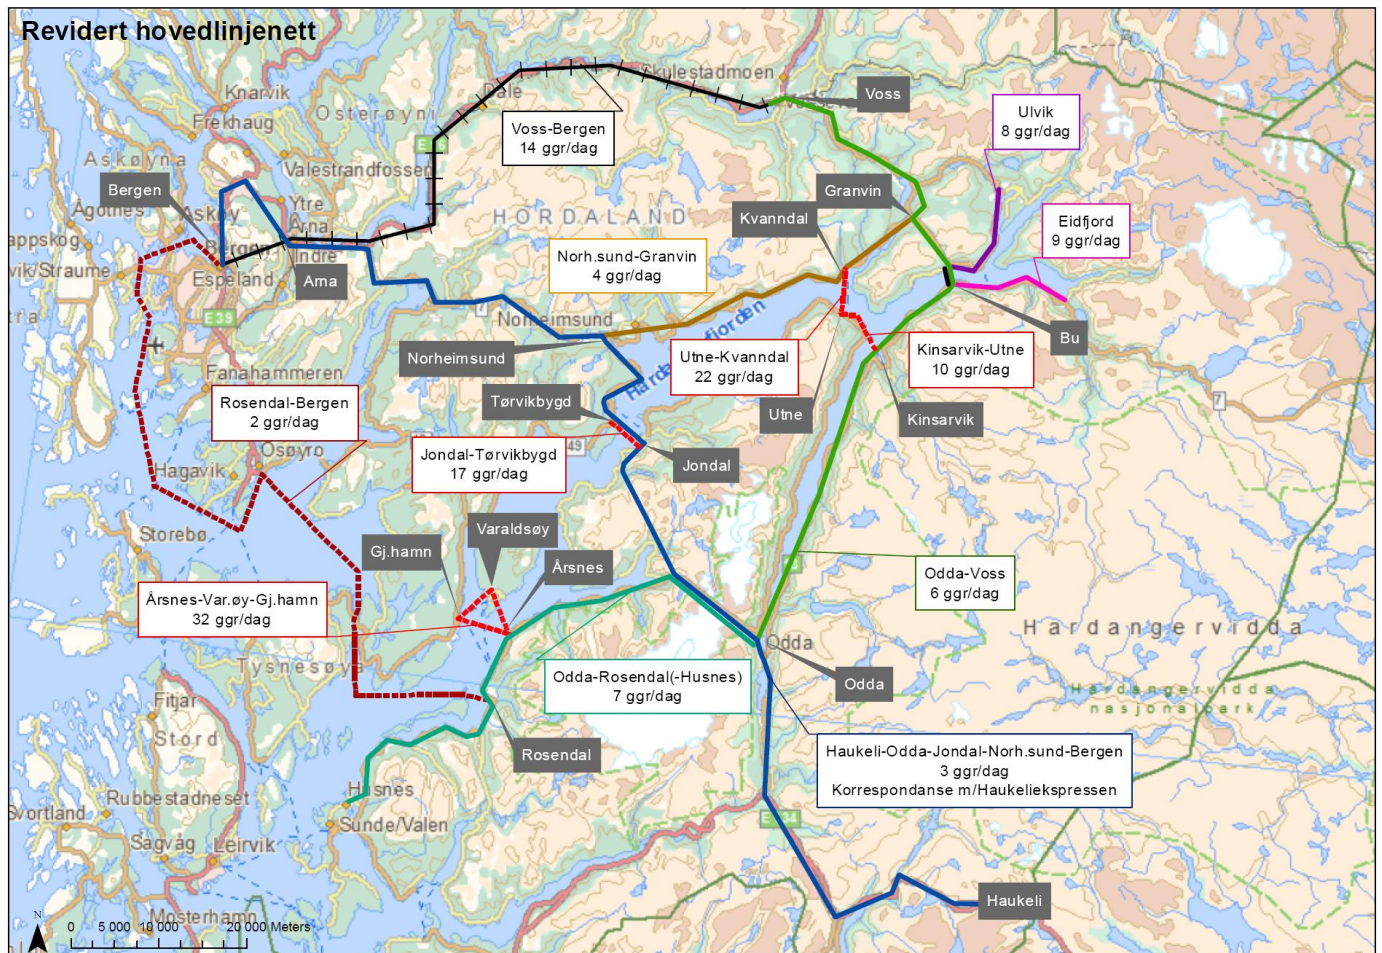 Revidert hovedlinjenett
Knarvik
Frekhaug
Osterøyni
Dale
Skulestadmoen
Voss
Voss-Bergen
14 ggr/dag
Ulvik
8 ggr/dag
Askøyna
Valestrandfossen
Bergen
Ågotnes
Askøy
Ytre
Arna
HORDALAND
Granvin
Kvanndal
Eidfjord
9 ggr/dag
Indre
Espeland
Arna
Norh.sund-Granvin
4 ggr/dag
E 39
Norheimsund
Norheimsund
Bu
Utne-Kvanndal
22 ggr/dag
Kinsarvik-Utne
10 ggr/dag
Fanahammeren
Rosendal-Bergen
2 ggr/dag
Tørvikbygd
Utne
Kinsarvik
7
Osøyro
Hagavik
Jondal-Tørvikbygd
17 ggr/dag
49
Jondal
Storebø
Gj.hamn
Varaldsøy
Årsnes
Odda-Voss
6 ggr/dag
Årsnes-Var.øy-Gj.hamn
32 ggr/dag
Hardangervidda
Odda
Tysnesøya
Odda-Rosendal(-Husnes)
7 ggr/dag
Odda
Hardangervidda
nasjonalpark
Fitjar
Stord
Rosendal
Haukeli-Odda-Jondal-Norh.sund-Bergen
3 ggr/dag
Korrespondanse m/Haukeliekspressen
Husnes
Rubbestadneset
Svortland
Sunde/Valen
Sagvåg
Leirvik
Haukeli
Mosterhamn
N
0 5 000 10 000 20 000 Meters